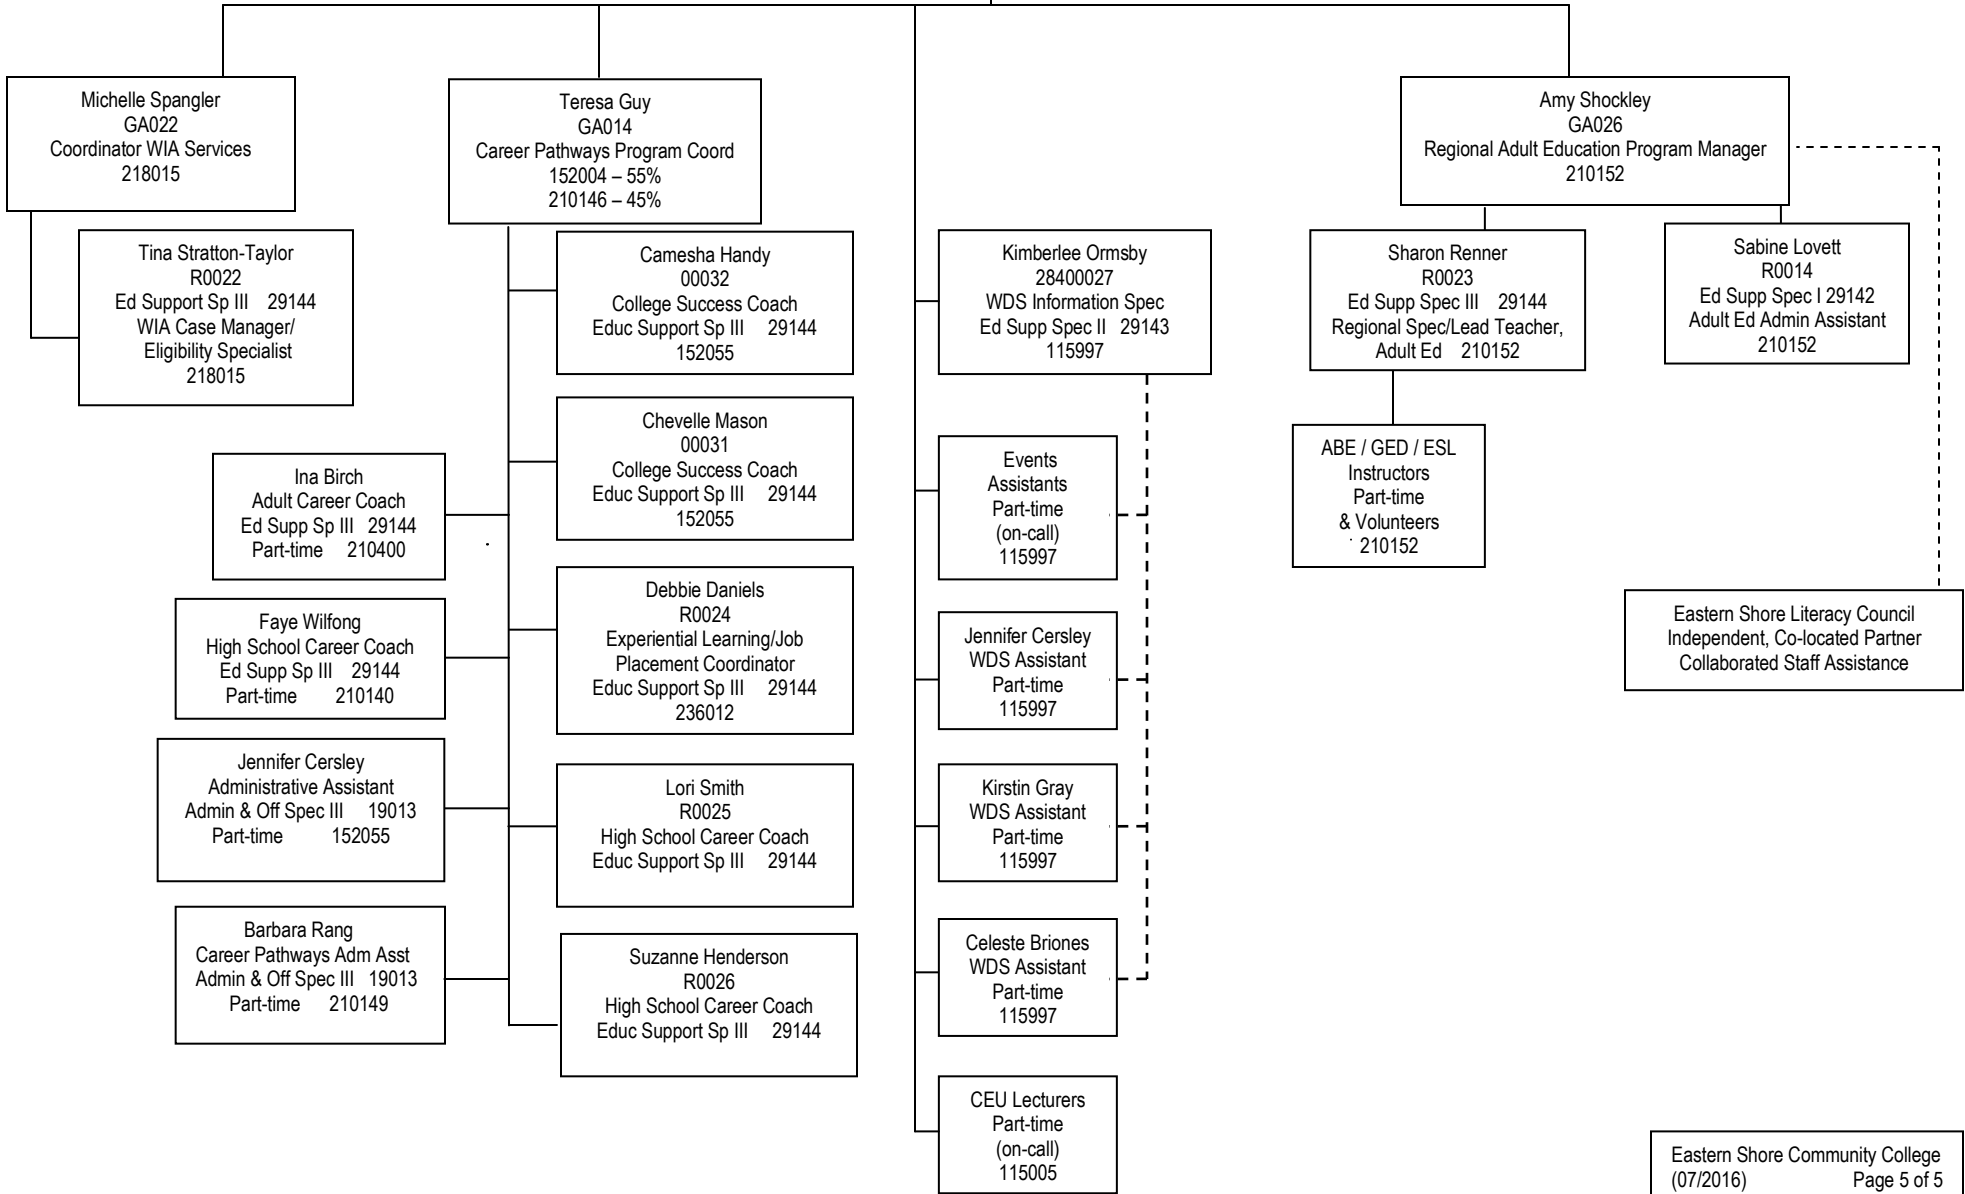 Michelle Spangler
GA022
Coordinator WIA Services
218015
Tina Stratton-Taylor
R0022
Ed Support Sp III 29144
WIA Case Manager/
Eligibility Specialist
218015
Teresa Guy
GA014
Career Pathways Program Coord
152004 – 55%
210146 – 45%
Camesha Handy
00032
College Success Coach
Educ Support Sp III 29144
152055
Chevelle Mason
00031
College Success Coach
Educ Support Sp III 29144
152055
Debbie Daniels
R0024
Experiential Learning/Job
Placement Coordinator
Educ Support Sp III 29144
236012
Lori Smith
R0025
High School Career Coach
Educ Support Sp III 29144
Suzanne Henderson
R0026
High School Career Coach
Educ Support Sp III 29144
Ina Birch
Adult Career Coach
Ed Supp Sp III 29144
Part-time 210400
Faye Wilfong
High School Career Coach
Ed Supp Sp III 29144
Part-time 210140
Jennifer Cersley
Administrative Assistant
Admin & Off Spec III 19013
Part-time 152055
Barbara Rang
Career Pathways Adm Asst
Admin & Off Spec III 19013
Part-time 210149
Kimberlee Ormsby
28400027
WDS Information Spec
Ed Supp Spec II 29143
115997
Events
Assistants
Part-time
(on-call)
115997
Jennifer Cersley
WDS Assistant
Part-time
115997
Kirstin Gray
WDS Assistant
Part-time
115997
Celeste Briones
WDS Assistant
Part-time
115997
CEU Lecturers
Part-time
(on-call)
115005
Amy Shockley
GA026
Regional Adult Education Program Manager
210152
Sharon Renner
R0023
Ed Supp Spec III 29144
Regional Spec/Lead Teacher,
Adult Ed 210152
Sabine Lovett
R0014
Ed Supp Spec I 29142
Adult Ed Admin Assistant
210152
ABE / GED / ESL
Instructors
Part-time
& Volunteers
210152
Eastern Shore Literacy Council
Independent, Co-located Partner
Collaborated Staff Assistance
Eastern Shore Community College
(07/2016) Page 5 of 5